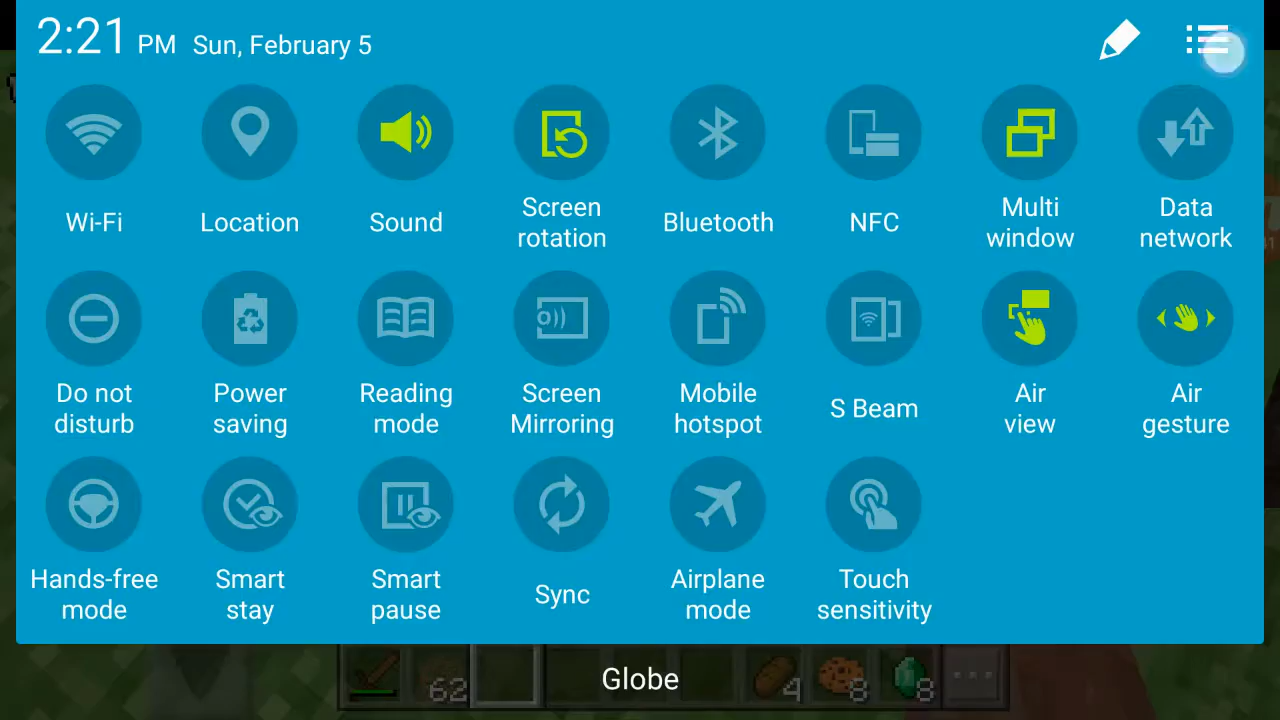 2:21 PM Sun, February 5
Wi-Fi
Location
Sound
Screen
rotation
Bluetooth
NFC
Multi
window
Data
network
Do not
disturb
Power
saving
Reading
mode
Screen
Mirroring
Mobile
hotspot
S Beam
Air
view
Air
gesture
Hands-free
mode
Smart
stay
Smart
pause
Sync
Airplane
mode
Touch
sensitivity
62
Globe
4
8
8